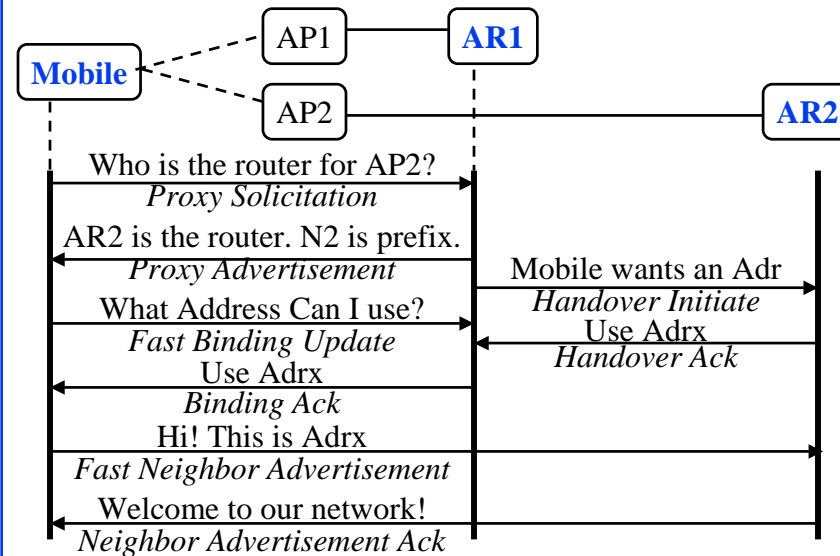 AP1
AR1
Mobile
AP2
AR2
Who is the router for AP2?
Proxy Solicitation
AR2 is the router. N2 is prefix.
Proxy Advertisement
Mobile wants an Adr
Handover Initiate
What Address Can I use?
Fast Binding Update
Use Adrx
Handover Ack
Use Adrx
Binding Ack
Hi! This is Adrx
Fast Neighbor Advertisement
Welcome to our network!
Neighbor Advertisement Ack